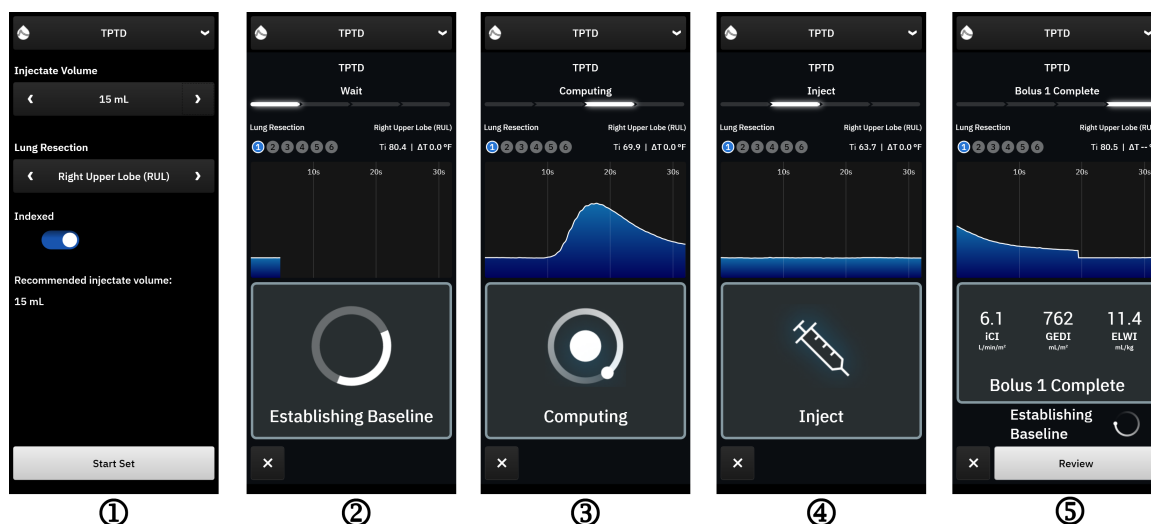 TPTD
Injectate Volume
15 mL
Lung Resection
Right Upper Lobe (RUL)
Indexed
Recommended injectate volume:
15 mL
Start Set
①
TPTD
TPTD
Wait
Lung Resection Right Upper Lobe (RUL)
1 2 3 4 5 6 Ti 80.4 | ΔT 0.0 °F
10s 20s 30s
Establishing Baseline
②
TPTD
TPTD
Computing
Lung Resection Right Upper Lobe (RUL)
1 2 3 4 5 6 Ti 69.9 | ΔT 0.0 °F
10s 20s 30s
Computing
③
TPTD
TPTD
Inject
Lung Resection Right Upper Lobe (RUL)
1 2 3 4 5 6 Ti 63.7 | ΔT 0.0 °F
10s 20s 30s
Inject
④
TPTD
TPTD
Bolus 1 Complete
Lung Resection Right Upper Lobe (RUL)
1 2 3 4 5 6 Ti 80.5 | ΔT --
10s 20s 30s
6.1 762 11.4
iCI GEDI ELWI
L/min/m² mL/m² mL/kg
Bolus 1 Complete
Establishing
Baseline
Review
⑤